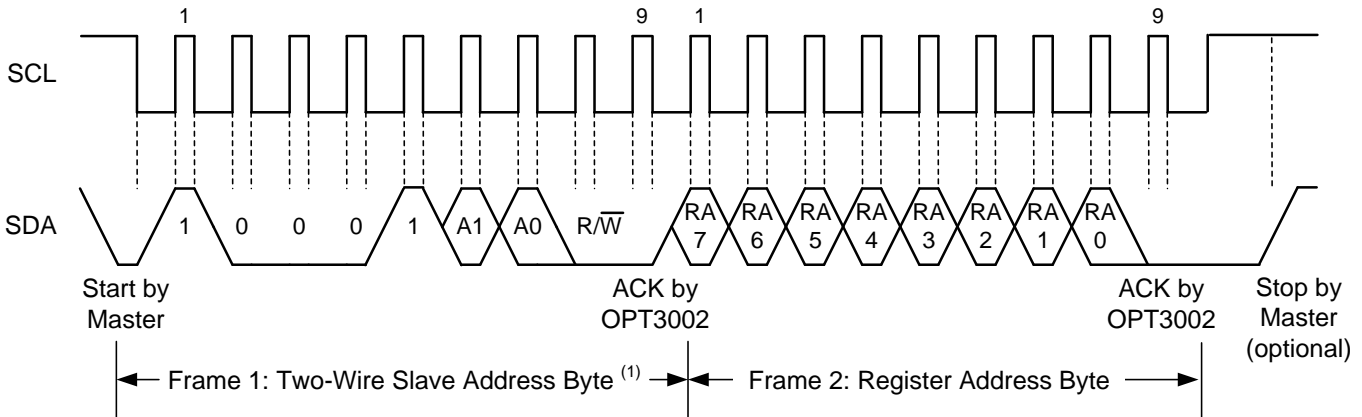 1 9 1 9
SCL
SDA
1 0 0 0 1 A1 A0 R/W̅ RA RA RA RA RA RA RA RA
7 6 5 4 3 2 1 0
Start by
Master
ACK by
OPT3002
ACK by
OPT3002
Stop by
Master
(optional)
Frame 1: Two-Wire Slave Address Byte (1)
Frame 2: Register Address Byte